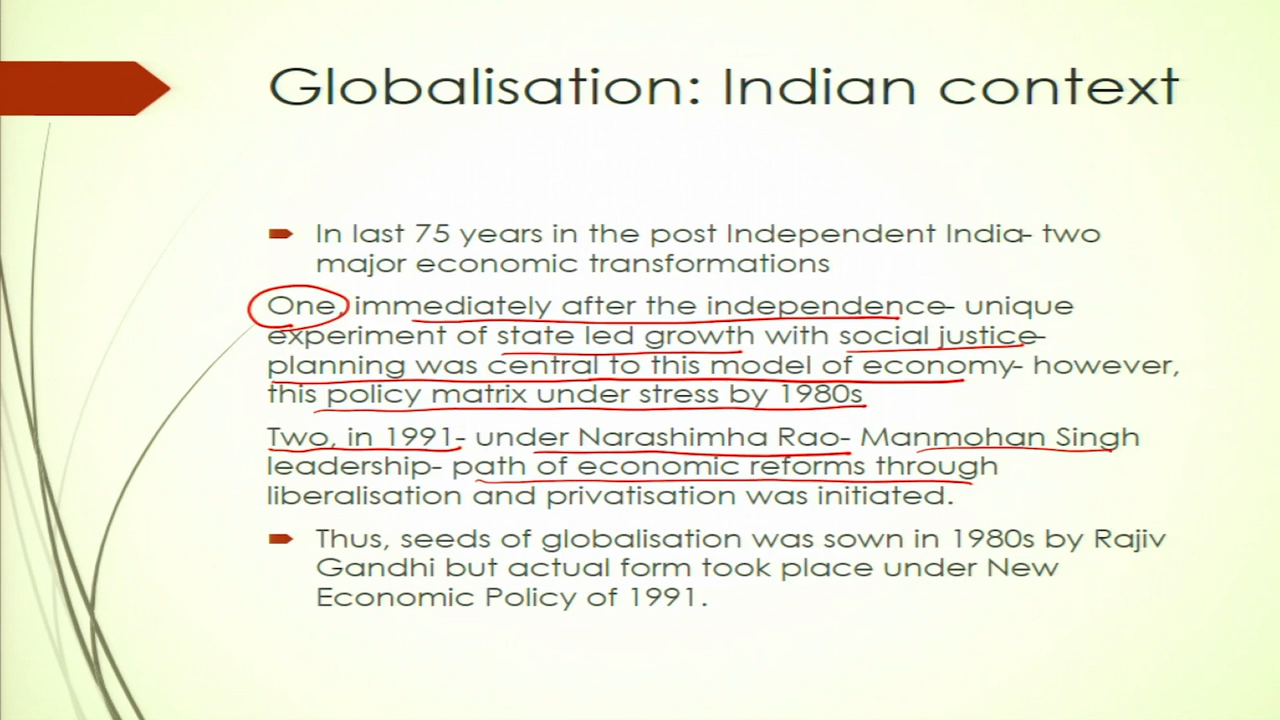 Globalisation: Indian context
In last 75 years in the post Independent India- two
major economic transformations
One, immediately after the independence- unique
experiment of state led growth with social justice-
planning was central to this model of economy- however,
this policy matrix under stress by 1980s
Two, in 1991- under Narashimha Rao- Manmohan Singh
leadership- path of economic reforms through
liberalisation and privatisation was initiated.
Thus, seeds of globalisation was sown in 1980s by Rajiv
Gandhi but actual form took place under New
Economic Policy of 1991.